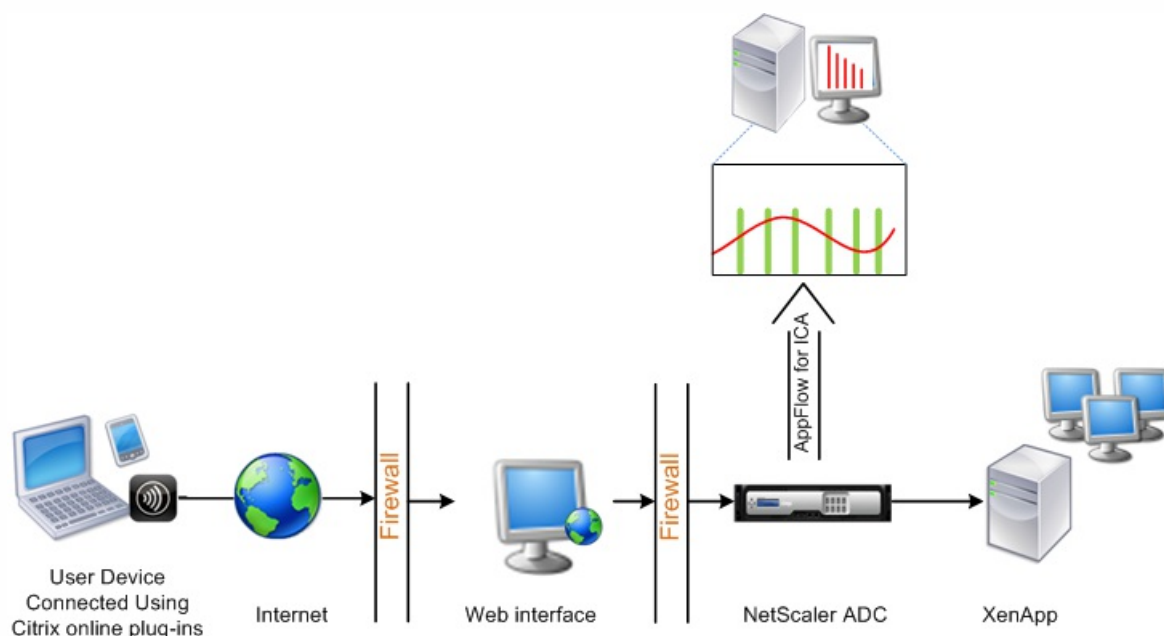 AppFlow for ICA
Firewall
Firewall
User Device
Connected Using
Citrix online plug-ins
Internet
Web interface
NetScaler ADC
XenApp